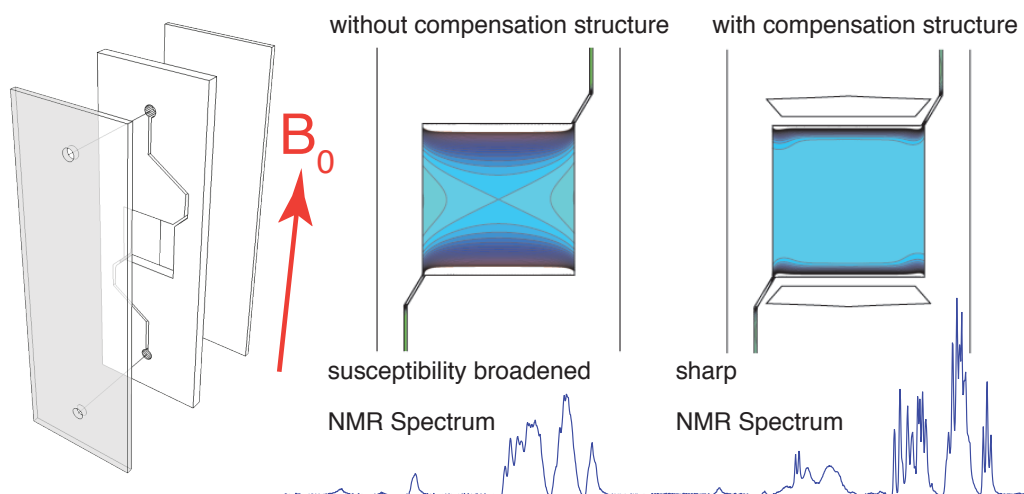 without compensation structure
with compensation structure
B0
susceptibility broadened
NMR Spectrum
sharp
NMR Spectrum